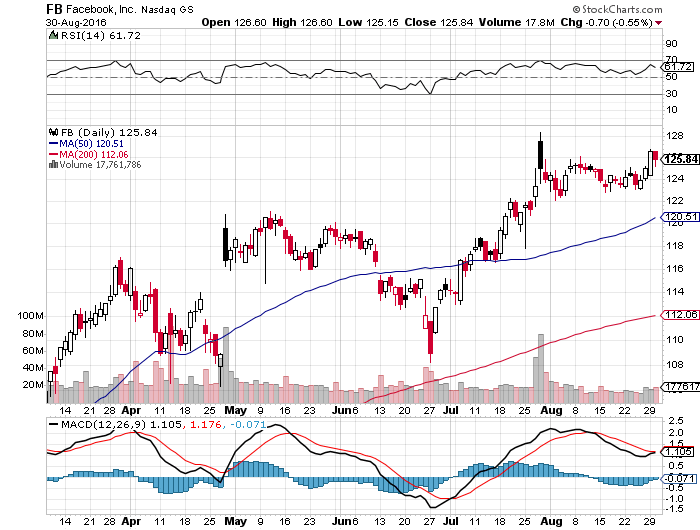 FB Facebook, Inc. Nasdaq GS © StockCharts.com
30-Aug-2016 Open 126.60 High 126.60 Low 125.15 Close 125.84 Volume 17.8M Chg -0.70 (-0.55%)
RSI(14) 61.72
90
70
61.72
50
30
10
FB (Daily) 125.84
MA(50) 120.51
MA(200) 112.06
Volume 17,761,786
128
126
125.84
124
122
120.51
120
118
116
114
112.06
112
110
108
106
104
100M
80M
60M
40M
20M
14 21 28 Apr 11 18 25 May 9 16 23 Jun 6 13 20 27 Jul 11 18 25 Aug 8 15 22 29
MACD(12,26,9) 1.105, 1.176, -0.071
2.5
2.0
1.5
1.105
0.5
-0.071
-0.5
-1.0
-1.5
14 21 28 Apr 11 18 25 May 9 16 23 Jun 6 13 20 27 Jul 11 18 25 Aug 8 15 22 29